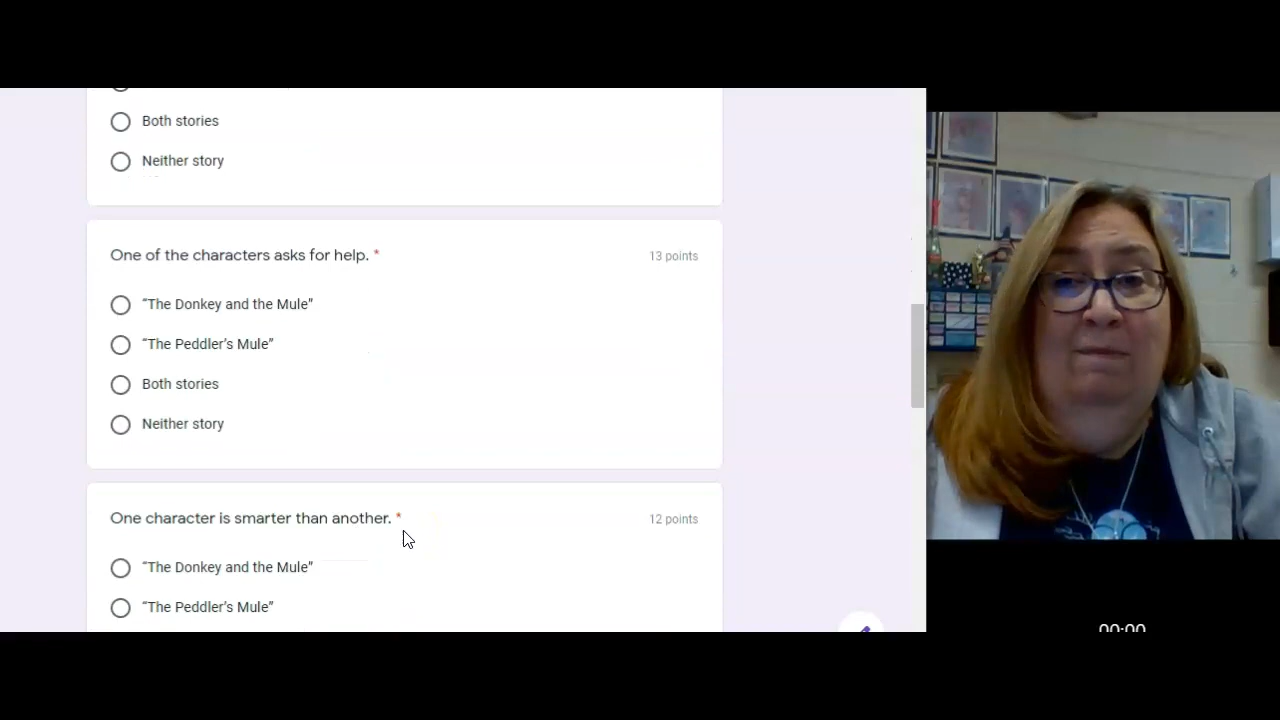 Both stories
Neither story
One of the characters asks for help. *
13 points
“The Donkey and the Mule”
“The Peddler’s Mule”
Both stories
Neither story
One character is smarter than another. *
12 points
“The Donkey and the Mule”
“The Peddler’s Mule”
00:00